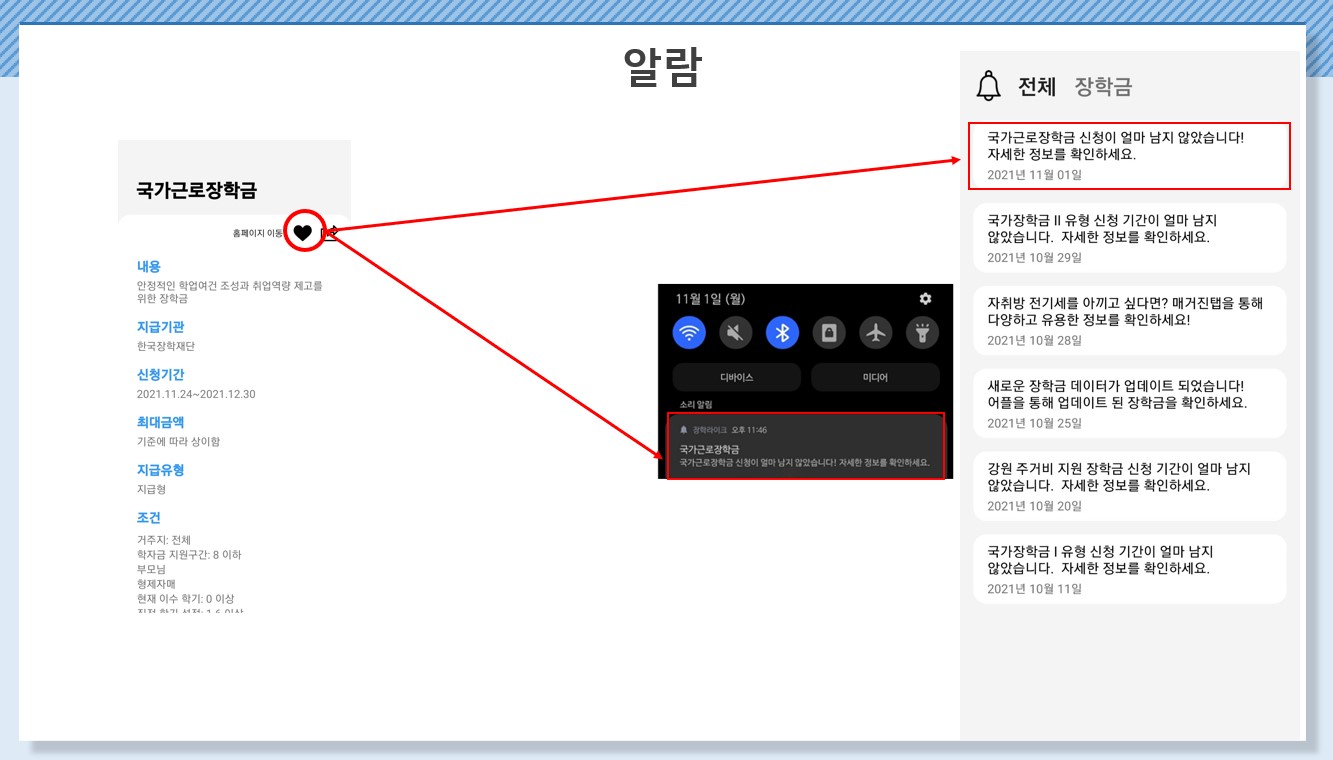 알람
국가근로장학금
홈페이지 이동
내용
안정적인 학업여건 조성과 취업역량 제고를
위한 장학금
지급기관
한국장학재단
신청기간
2021.11.24~2021.12.30
최대금액
기준에 따라 상이함
지급유형
지급형
조건
거주지: 전체
학자금 지원구간: 8 이하
부모님
형제자매
현재 이수 학기: 0 이상
직전 학기 성적: 1.6 이상
11월 1일 (월)
디바이스
미디어
소리 알림
장학라이크 오후 11:46
국가근로장학금
국가근로장학금 신청이 얼마 남지 않았습니다! 자세한 정보를 확인하세요.
전체 장학금
국가근로장학금 신청이 얼마 남지 않았습니다!
자세한 정보를 확인하세요.
2021년 11월 01일
국가장학금 II 유형 신청 기간이 얼마 남지
않았습니다. 자세한 정보를 확인하세요.
2021년 10월 29일
자취방 전기세를 아끼고 싶다면? 매거진탭을 통해
다양하고 유용한 정보를 확인하세요!
2021년 10월 28일
새로운 장학금 데이터가 업데이트 되었습니다!
어플을 통해 업데이트 된 장학금을 확인하세요.
2021년 10월 25일
강원 주거비 지원 장학금 신청 기간이 얼마 남지
않았습니다. 자세한 정보를 확인하세요.
2021년 10월 20일
국가장학금 I 유형 신청 기간이 얼마 남지
않았습니다. 자세한 정보를 확인하세요.
2021년 10월 11일